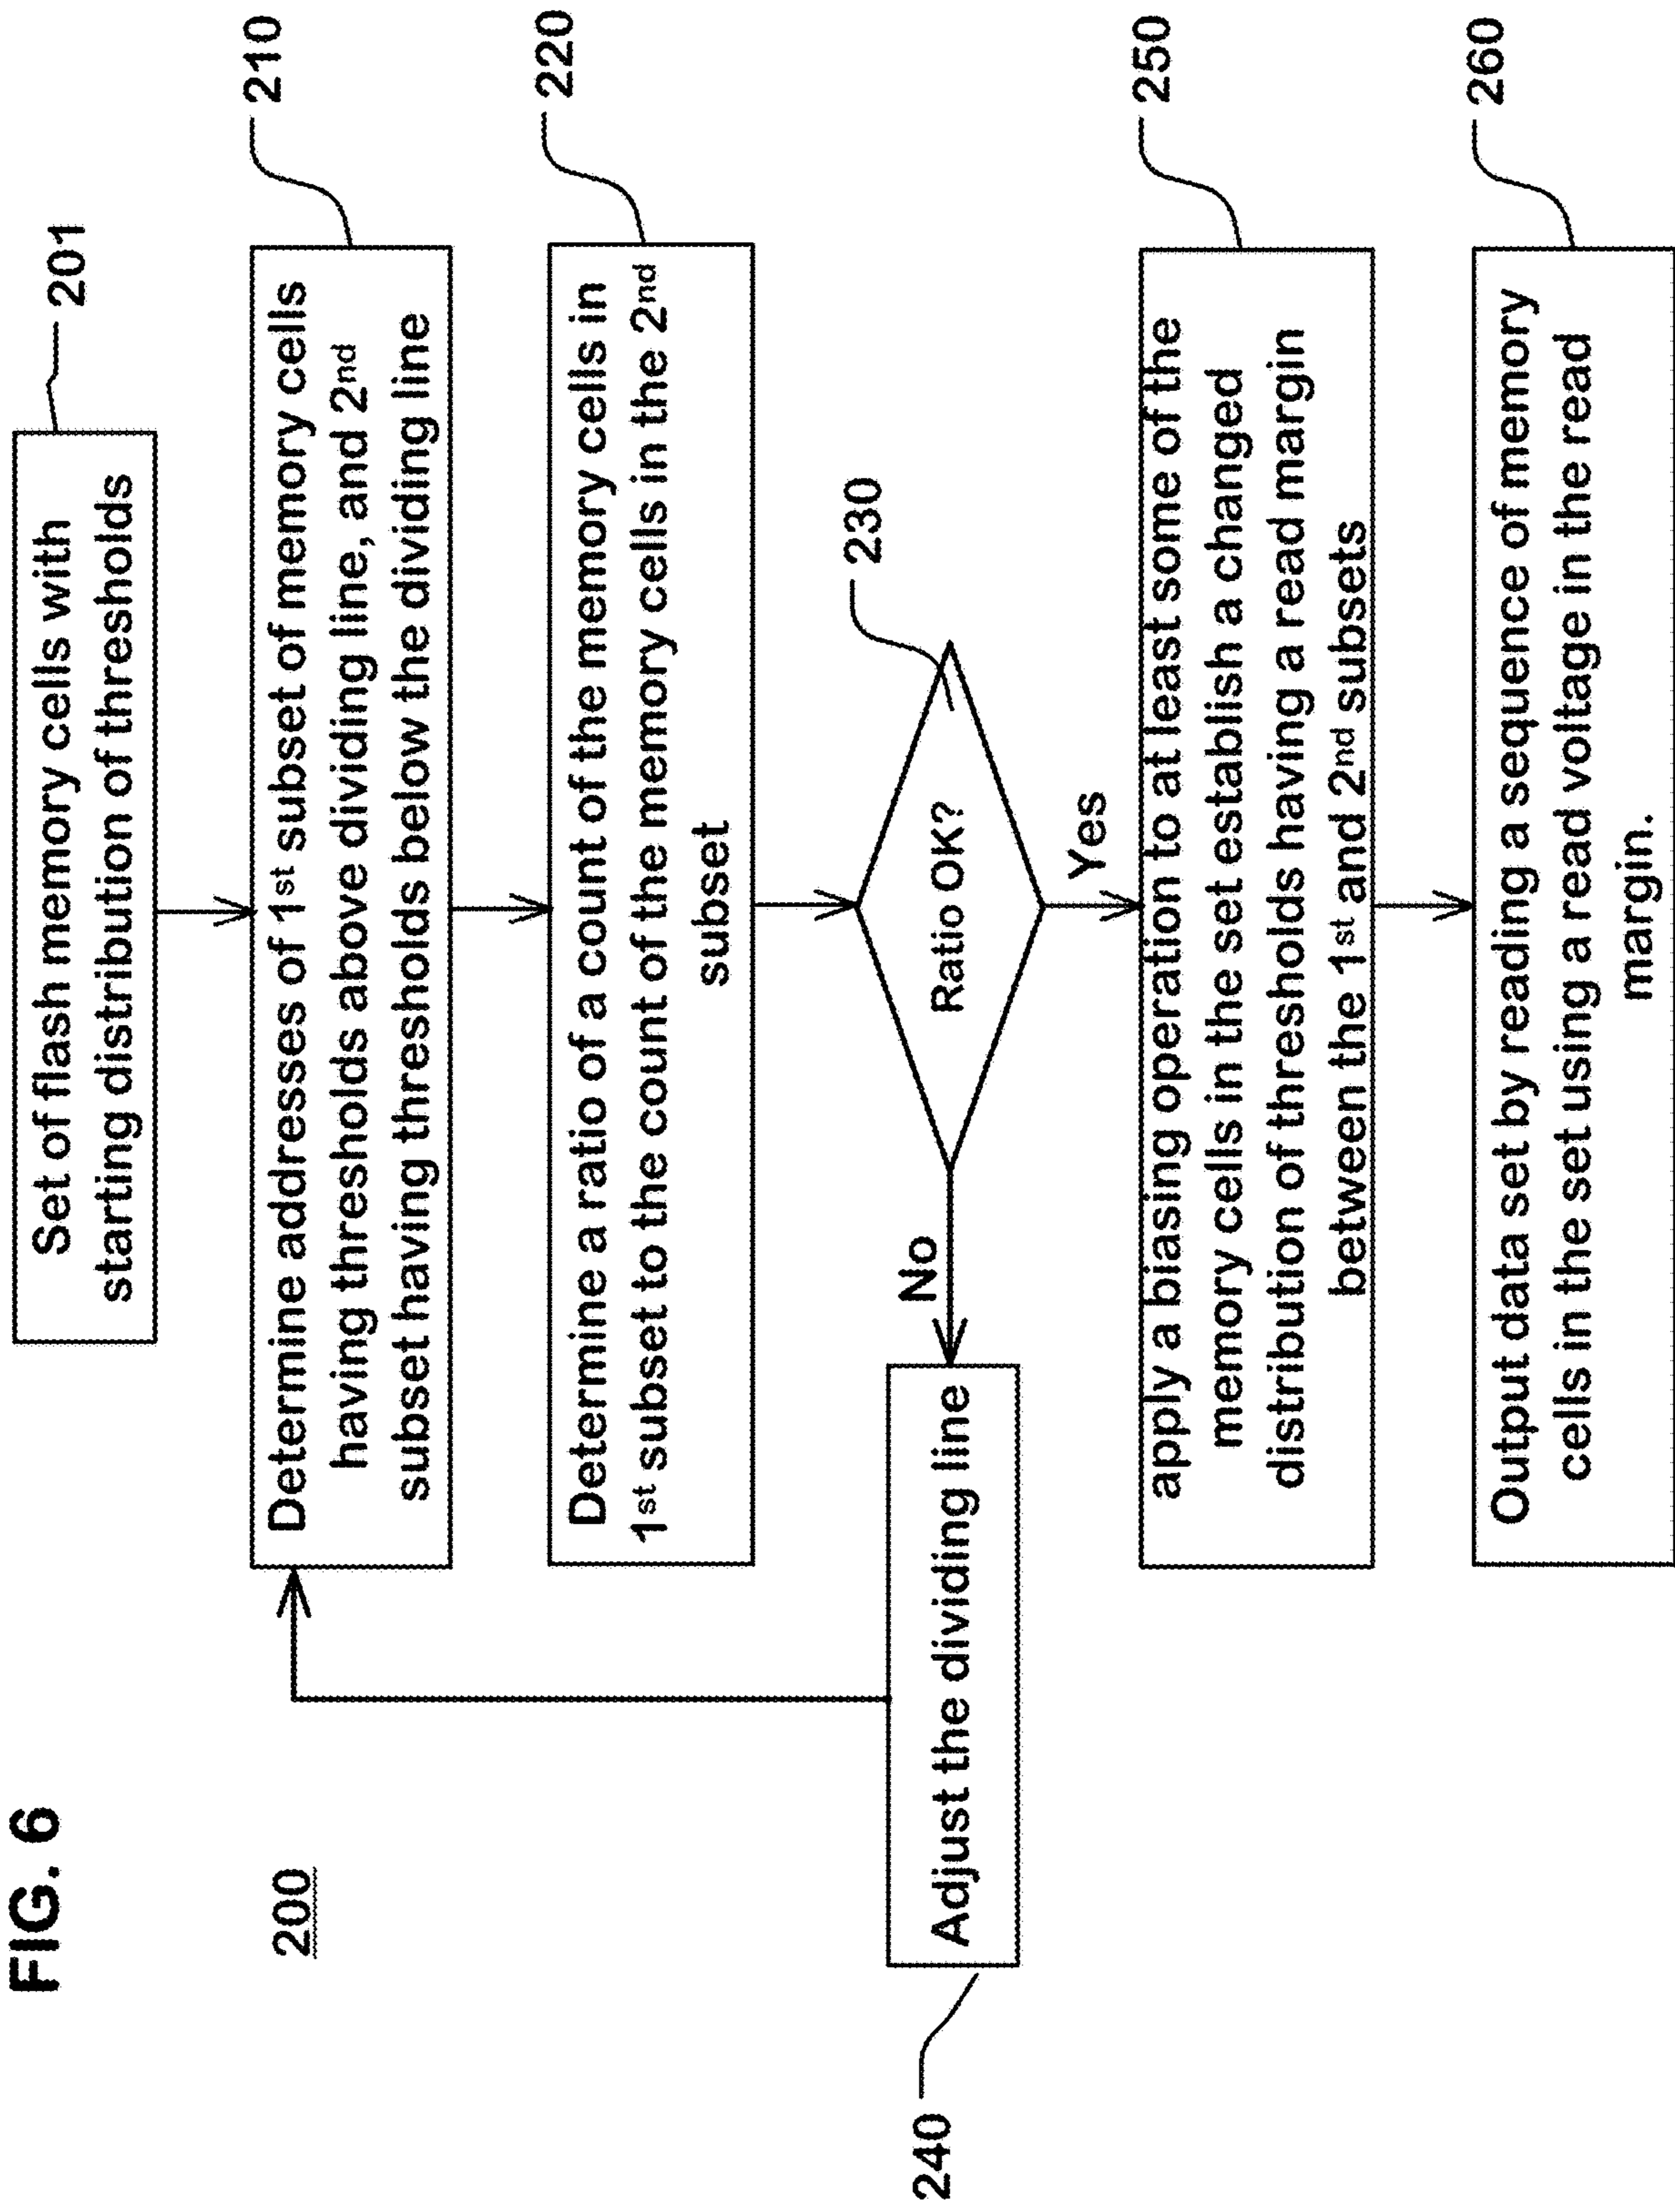 FIG. 6
200
Set of flash memory cells with
starting distribution of thresholds
201
Determine addresses of 1st subset of memory cells
having thresholds above dividing line, and 2nd
subset having thresholds below the dividing line
210
Determine a ratio of a count of the memory cells in
1st subset to the count of the memory cells in the 2nd
subset
220
Ratio OK?
230
No
Yes
Adjust the dividing line
240
apply a biasing operation to at least some of the
memory cells in the set establish a changed
distribution of thresholds having a read margin
between the 1st and 2nd subsets
250
Output data set by reading a sequence of memory
cells in the set using a read voltage in the read
margin.
260